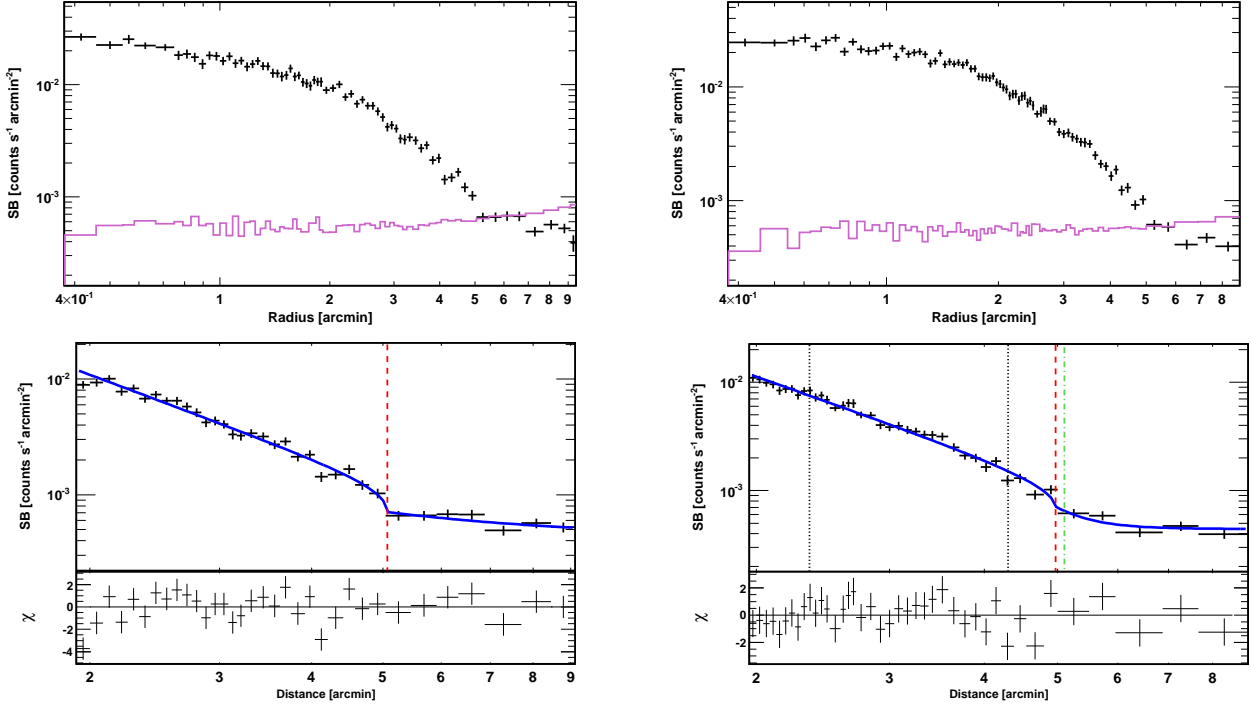 SB [counts s⁻¹ arcmin⁻²]
10⁻²
10⁻³
4×10⁻¹ 1 2 3 4 5 6 7 8 9
Radius [arcmin]
SB [counts s⁻¹ arcmin⁻²]
10⁻²
10⁻³
4×10⁻¹ 1 2 3 4 5 6 7 8
Radius [arcmin]
SB [counts s⁻¹ arcmin⁻²]
10⁻²
10⁻³
χ
2
0
-2
-4
2 3 4 5 6 7 8 9
Distance [arcmin]
SB [counts s⁻¹ arcmin⁻²]
10⁻²
10⁻³
χ
2
0
-2
2 3 4 5 6 7 8
Distance [arcmin]